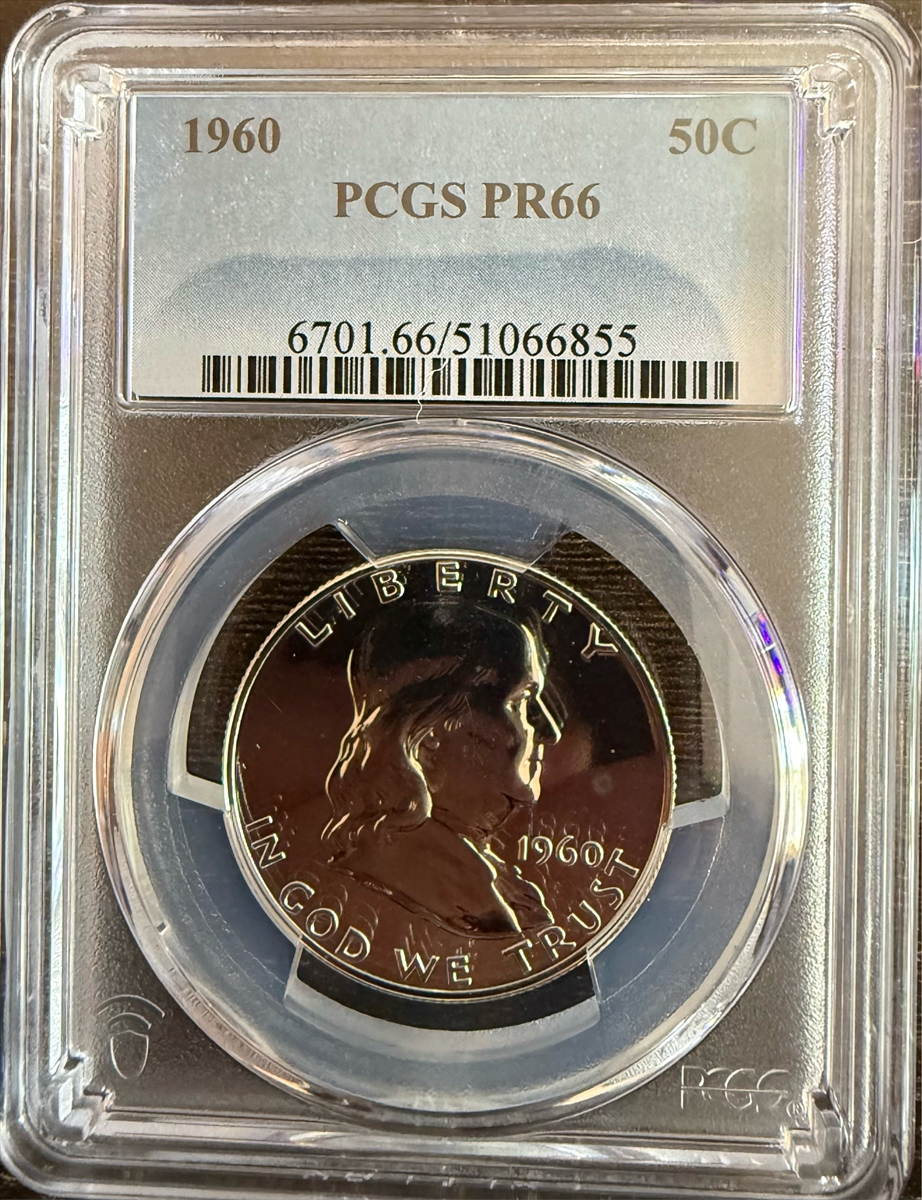 1960 50C
PCGS PR66
6701.66/51066855
LIBERTY
1960
IN GOD WE TRUST
PCGS